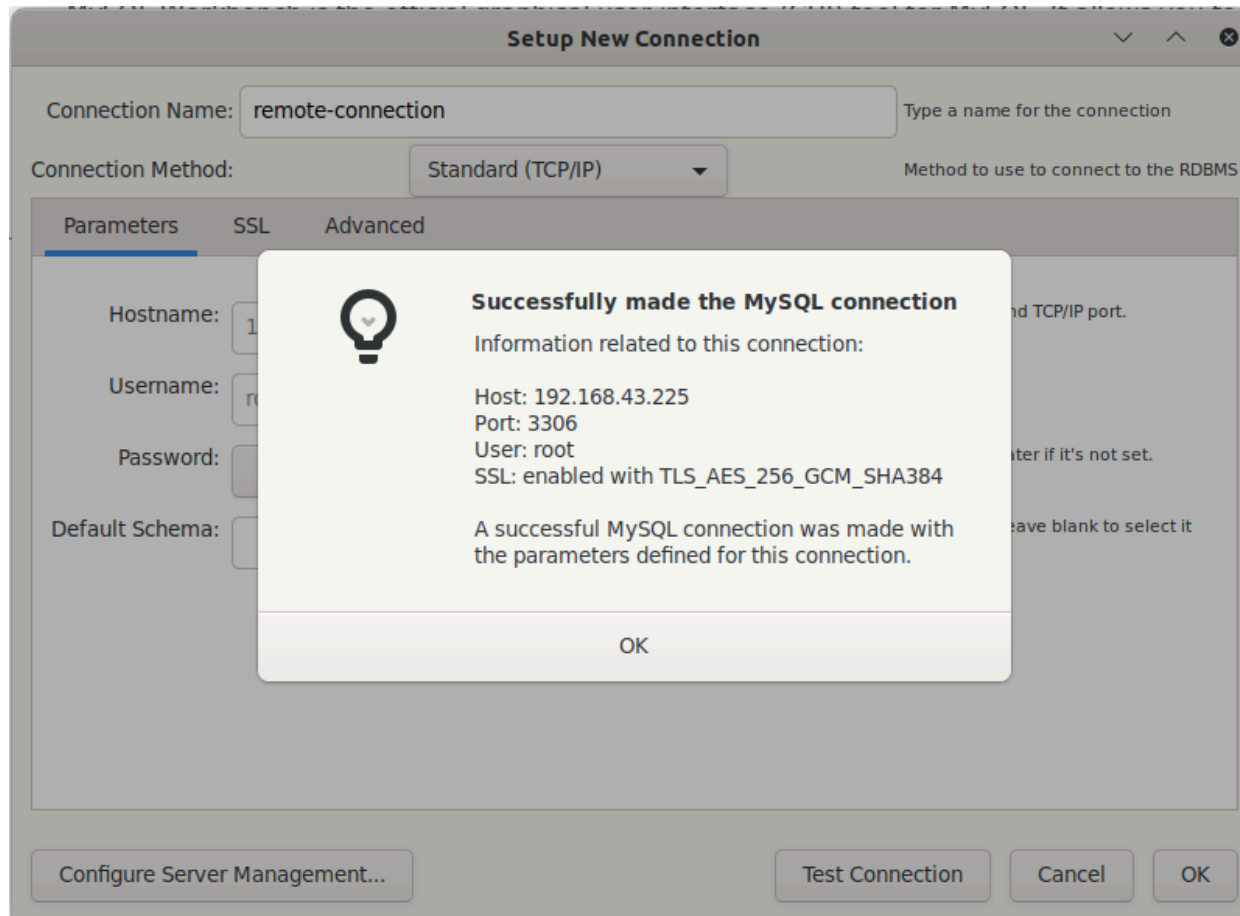 Setup New Connection
Connection Name: remote-connection Type a name for the connection
Connection Method: Standard (TCP/IP) Method to use to connect to the RDBMS
Parameters SSL Advanced
Successfully made the MySQL connection
Information related to this connection:
Host: 192.168.43.225
Port: 3306
User: root
SSL: enabled with TLS_AES_256_GCM_SHA384
A successful MySQL connection was made with
the parameters defined for this connection.
OK
Hostname: 1 nd TCP/IP port.
Username: ro
Password: ater if it's not set.
Default Schema: eave blank to select it
Configure Server Management... Test Connection Cancel OK